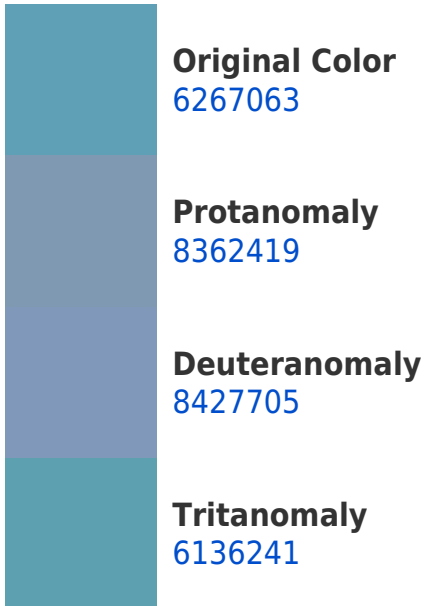 Original Color
6267063
Protanomaly
8362419
Deuteranomaly
8427705
Tritanomaly
6136241